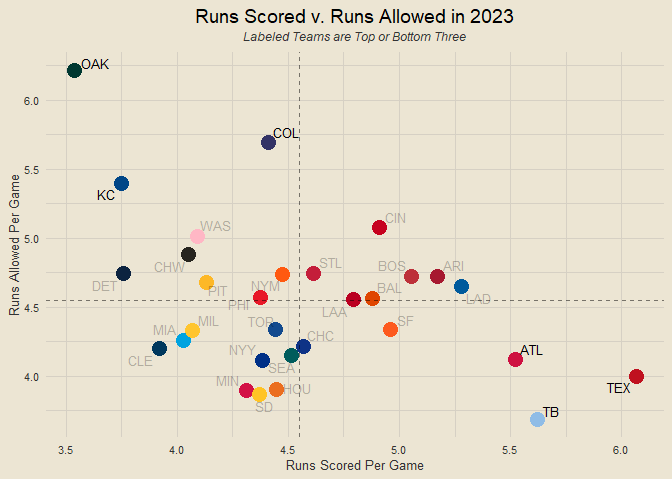 Runs Scored v. Runs Allowed in 2023
Labeled Teams are Top or Bottom Three
OAK
6.0
COL
5.5
KC
CIN
WAS
5.0
CHW
STL
BOS
ARI
DET
PIT
NYM
BAL
LAD
4.5
PHI
LAA
MIA
MIL
TOR
SF
CHC
CLE
NYY
SEA
ATL
4.0
MIN
HOU
TEX
SD
TB
Runs Allowed Per Game
3.5 4.0 4.5 5.0 5.5 6.0
Runs Scored Per Game